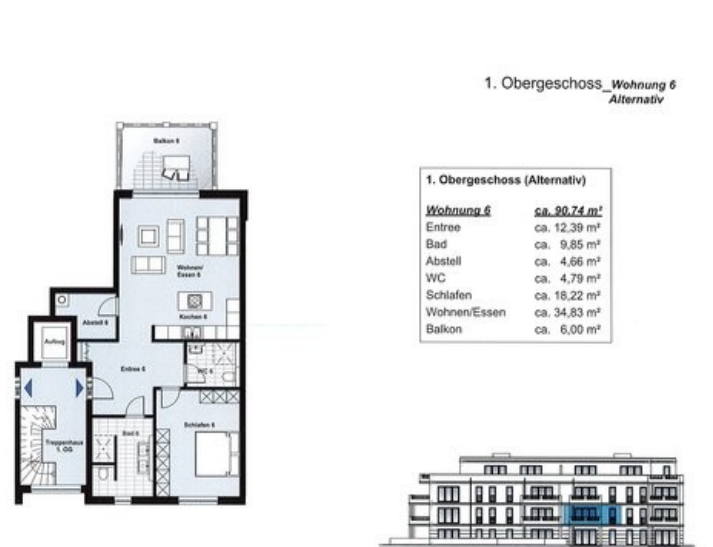 1. Obergeschoss_Wohnung 6
Alternativ
Balkon 6
1. Obergeschoss (Alternativ)
Wohnung 6 ca. 90,74 m²
Entree ca. 12,39 m²
Bad ca. 9,85 m²
Abstell ca. 4,66 m²
WC ca. 4,79 m²
Schlafen ca. 18,22 m²
Wohnen/Essen ca. 34,83 m²
Balkon ca. 6,00 m²
Wohnen/
Essen 6
Kochen 6
Abstell 6
Aufzug
Entree 6
WC 6
Schlafen 6
Bad 6
Treppenhaus
1. OG